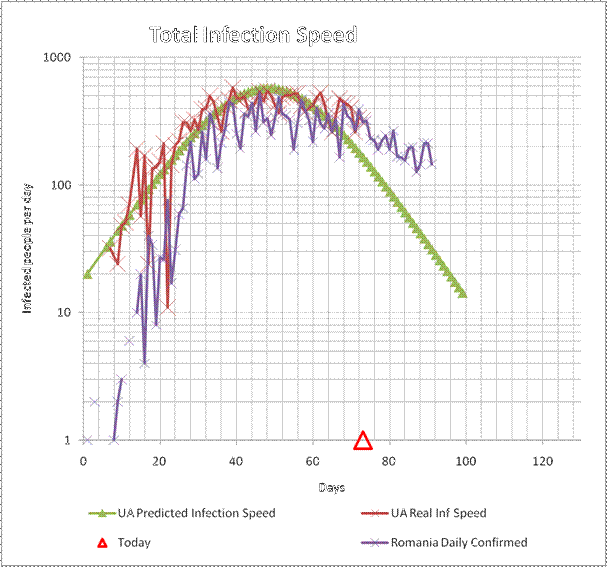 Total Infection Speed
1000
100
10
1
Infected people per day
0 20 40 60 80 100 120
Days
UA Predicted Infection Speed UA Real Inf Speed
Today Romania Daily Confirmed